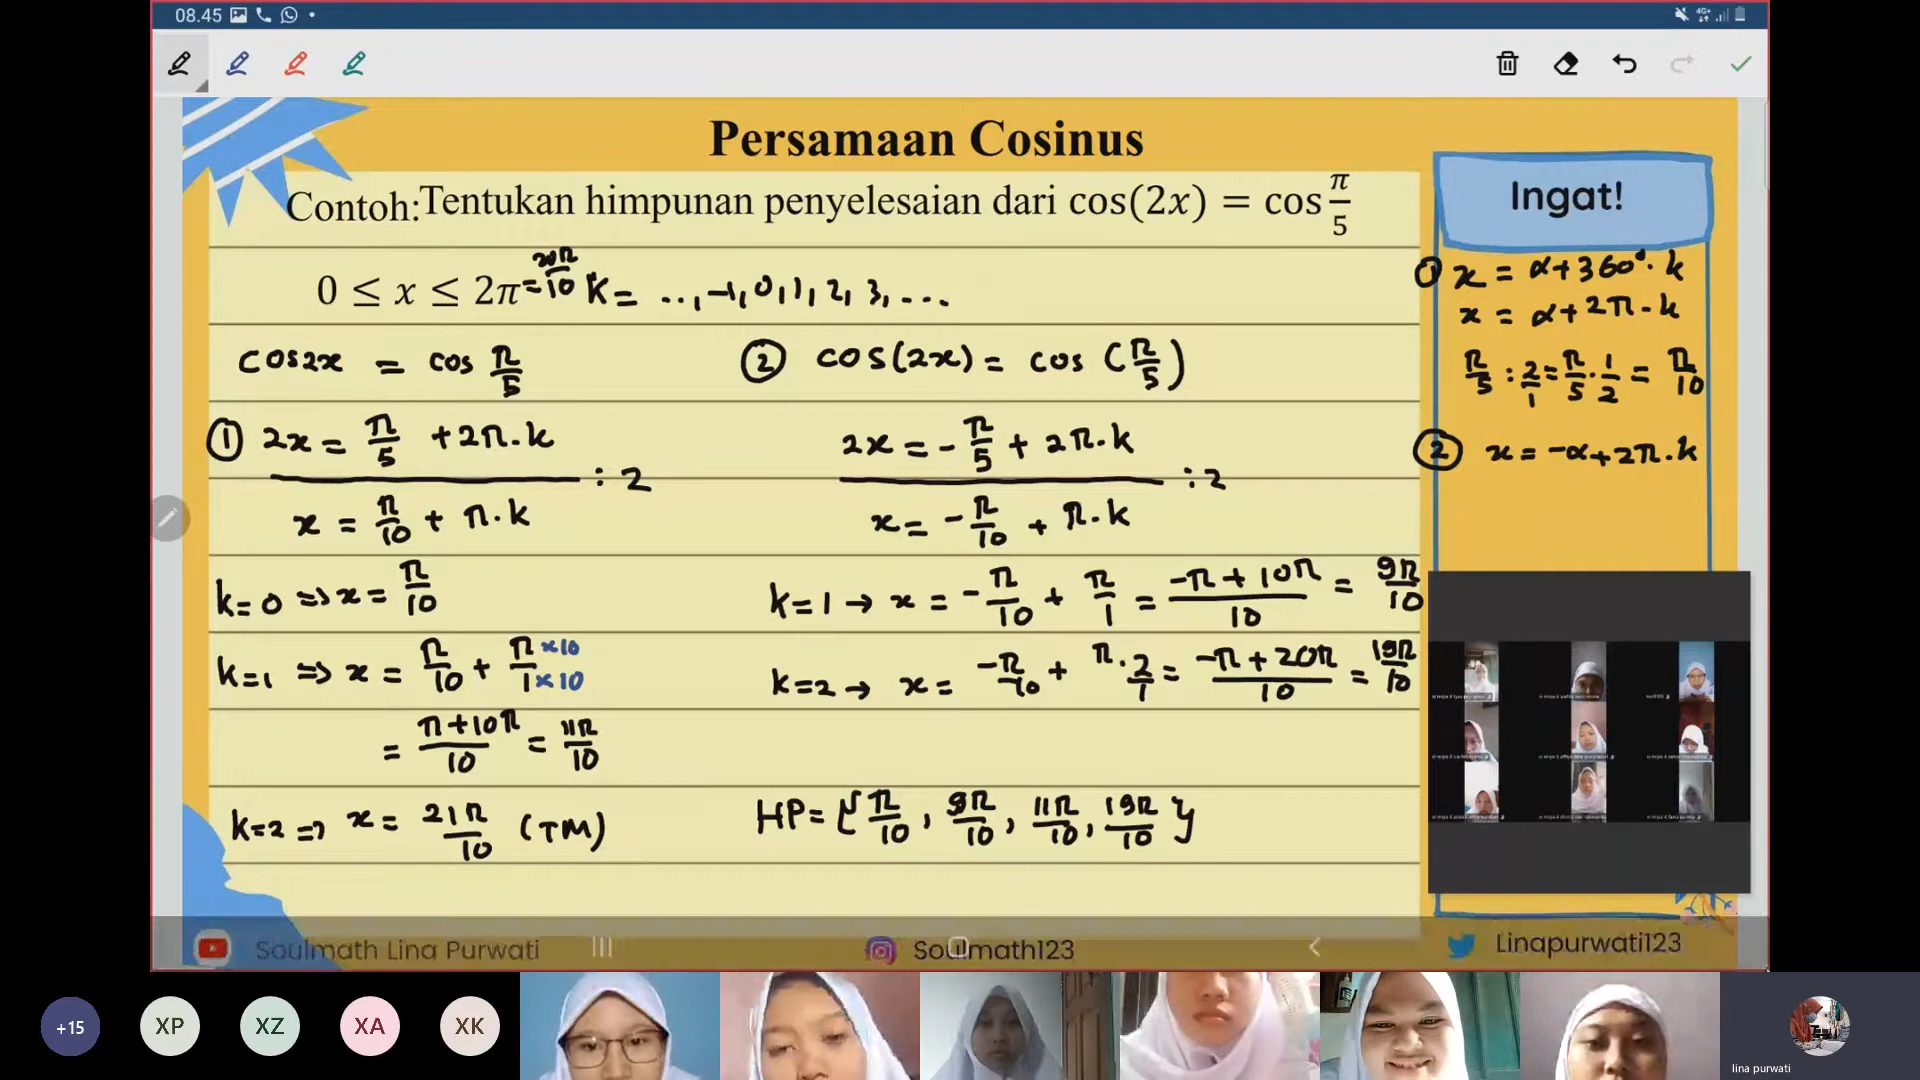 08.45
4G+
Persamaan Cosinus
Contoh:Tentukan himpunan penyelesaian dari cos(2x) = cos π/5
0 ≤ x ≤ 2π = 20π/10 k = ..,-1,0,1,2,3,...
cos2x = cos π/5
① 2x = π/5 + 2π.k
: 2
x = π/10 + π.k
k=0 => x = π/10
k=1 => x = π/10 + π/1 x10 x10
= π+10π/10 = 11π/10
k=2 => x = 21π/10 (TM)
② cos(2x) = cos (π/5)
2x = -π/5 + 2π.k
: 2
x = -π/10 + π.k
k=1 → x = -π/10 + π/1 = -π+10π/10 = 9π/10
k=2 → x = -π/10 + π.2/1 = -π+20π/10 = 19π/10
HP = {π/10, 9π/10, 11π/10, 19π/10}
Ingat!
① x = α+360°.k
x = α+2π.k
π/5 : 2/1 = π/5 . 1/2 = π/10
② x = -α+2π.k
Soulmath Lina Purwati
Soulmath123
Linapurwati123
+15
XP
XZ
XA
XK
lina purwati